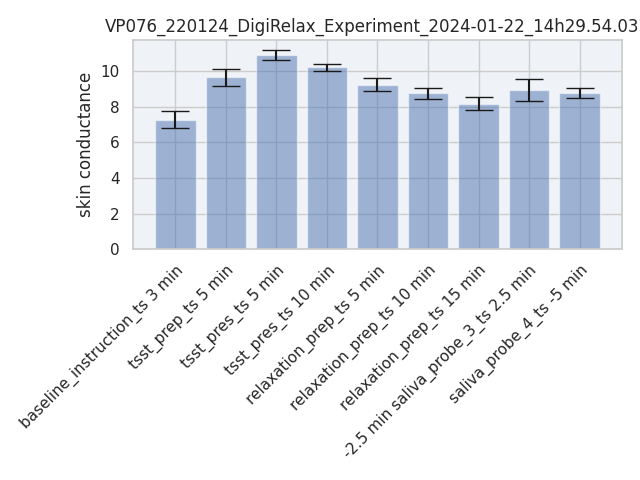 VP076_220124_DigiRelax_Experiment_2024-01-22_14h29.54.03
skin conductance
10
8
6
4
2
0
baseline_instruction_ts 3 min
tsst_prep_ts 5 min
tsst_pres_ts 5 min
tsst_pres_ts 10 min
relaxation_prep_ts 5 min
relaxation_prep_ts 10 min
relaxation_prep_ts 15 min
-2.5 min saliva_probe_3_ts 2.5 min
saliva_probe_4_ts -5 min